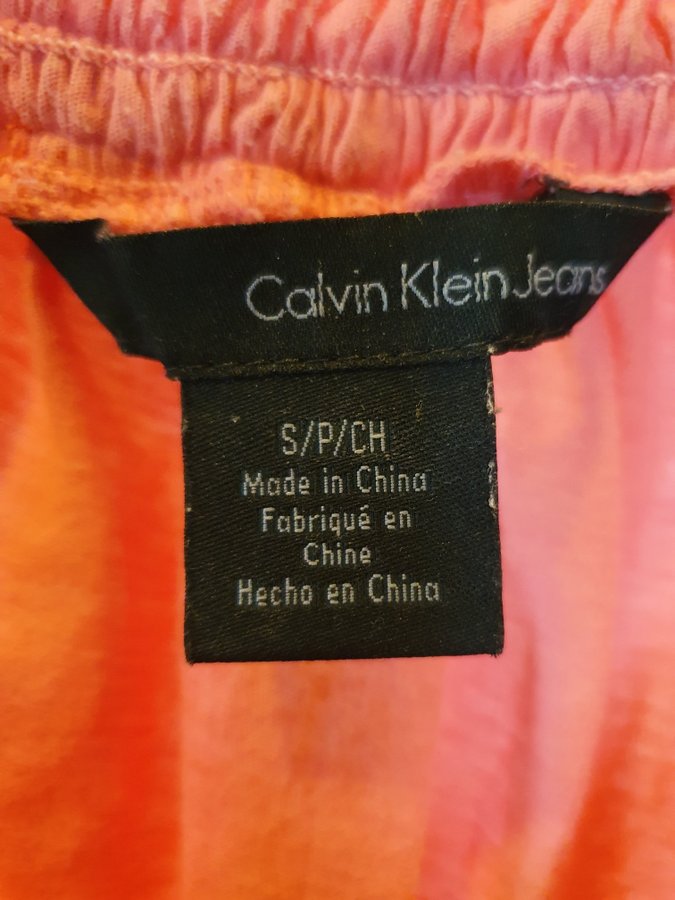 Calvin Klein Jeans
S/P/CH
Made in China
Fabriqué en
Chine
Hecho en China